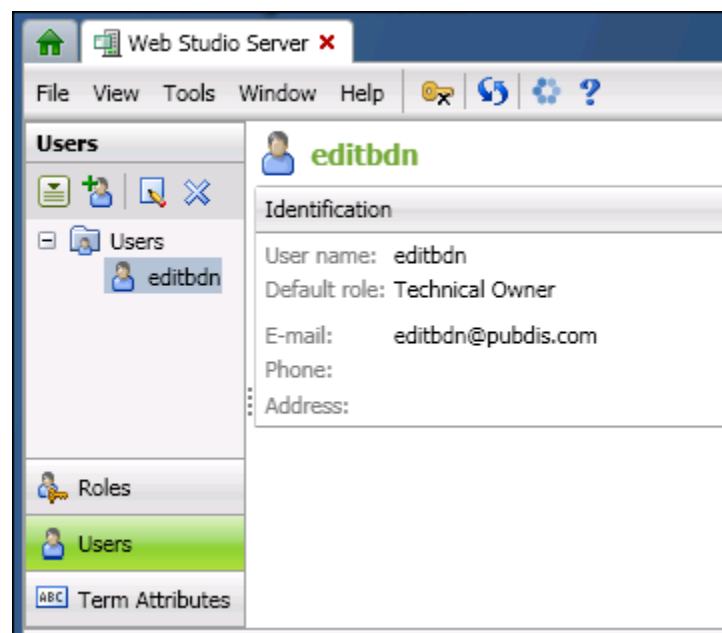 Web Studio Server
File View Tools Window Help
Users
editbdn
Identification
Users
editbdn
User name: editbdn
Default role: Technical Owner
E-mail: editbdn@pubdis.com
Phone:
Address:
Roles
Users
ABC Term Attributes